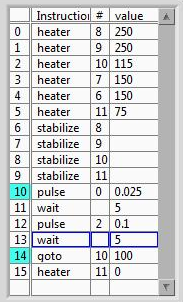 Instruction # value
0 heater 8 250
1 heater 9 250
2 heater 10 115
3 heater 7 150
4 heater 6 150
5 heater 11 75
6 stabilize 8
7 stabilize 9
8 stabilize 10
9 stabilize 11
10 pulse 0 0.025
11 wait 5
12 pulse 2 0.1
13 wait 5
14 goto 10 100
15 heater 11 0